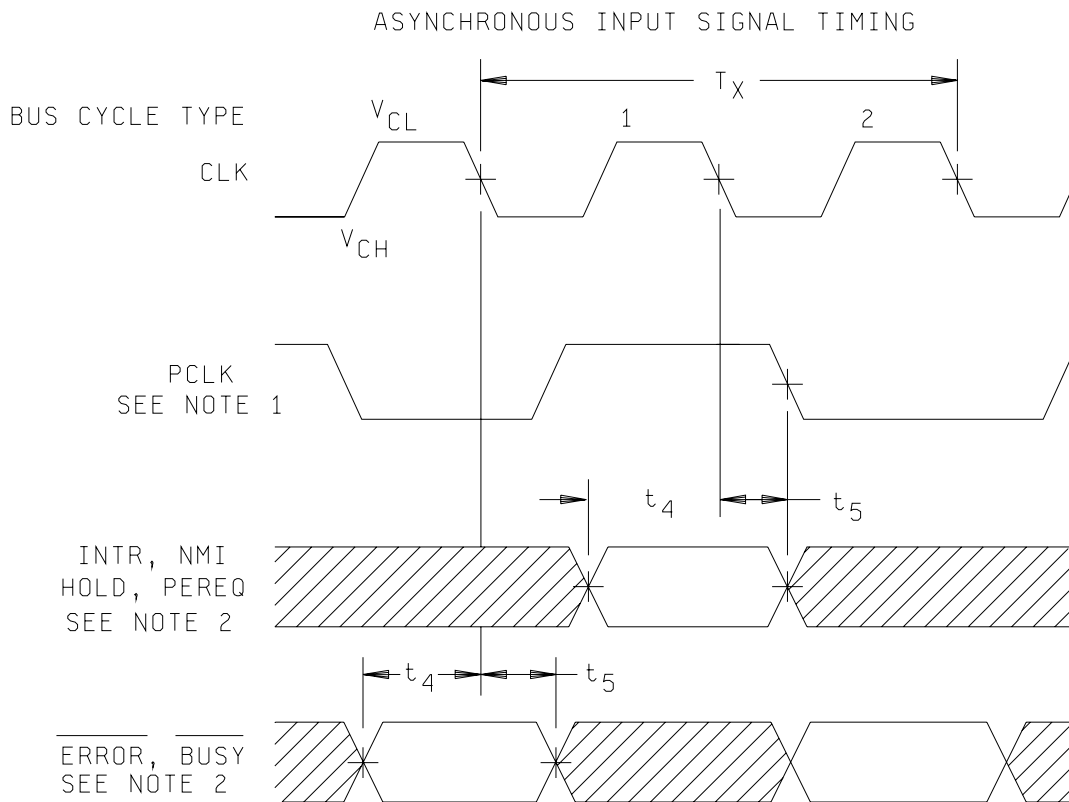 ASYNCHRONOUS INPUT SIGNAL TIMING
T X
BUS CYCLE TYPE
V CL
1
2
CLK
V CH
PCLK
SEE NOTE 1
t 4
t 5
INTR, NMI
HOLD, PEREQ
SEE NOTE 2
t 4
t 5
ERROR, BUSY
SEE NOTE 2